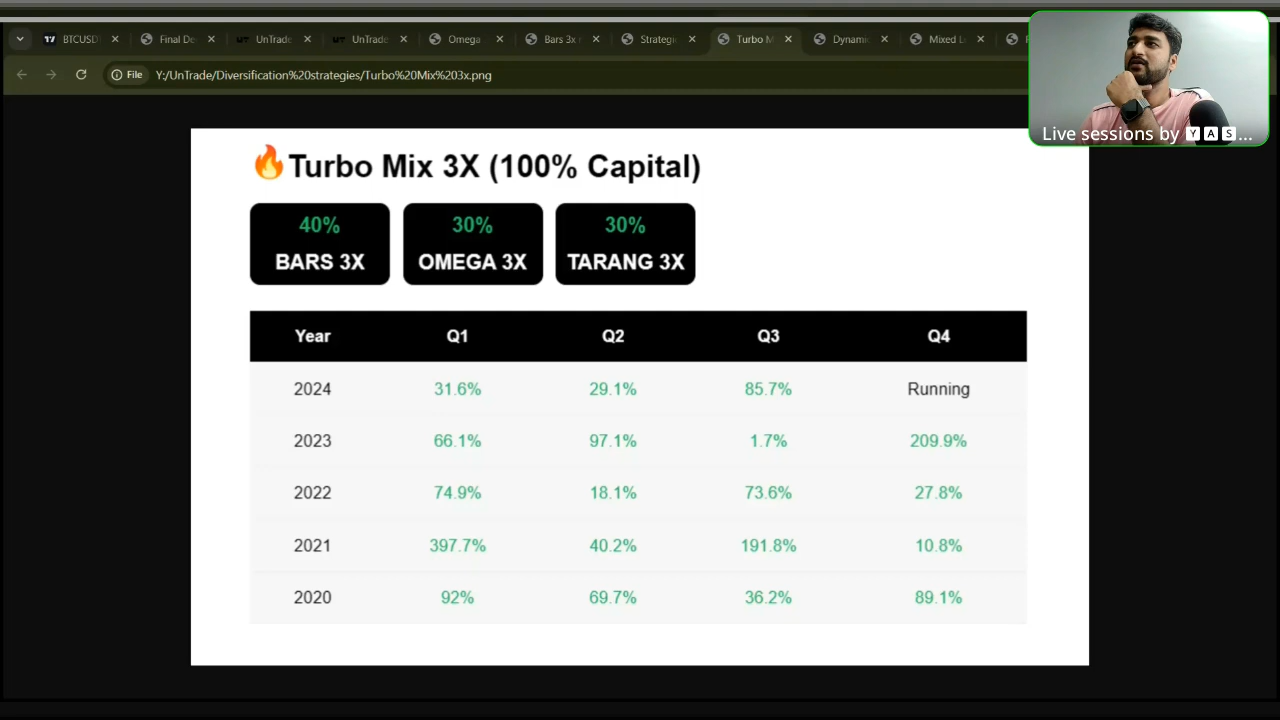 BTCUSD
Final De
UnTrade
UnTrade
Omega
Bars 3x
Strategi
Turbo M
Dynami
Mixed L
File
Y:/UnTrade/Diversification%20strategies/Turbo%20Mix%203x.png
Live sessions by 🆈🅰🆂...
🔥Turbo Mix 3X (100% Capital)
40% 30% 30%
BARS 3X OMEGA 3X TARANG 3X
Year Q1 Q2 Q3 Q4
2024 31.6% 29.1% 85.7% Running
2023 66.1% 97.1% 1.7% 209.9%
2022 74.9% 18.1% 73.6% 27.8%
2021 397.7% 40.2% 191.8% 10.8%
2020 92% 69.7% 36.2% 89.1%